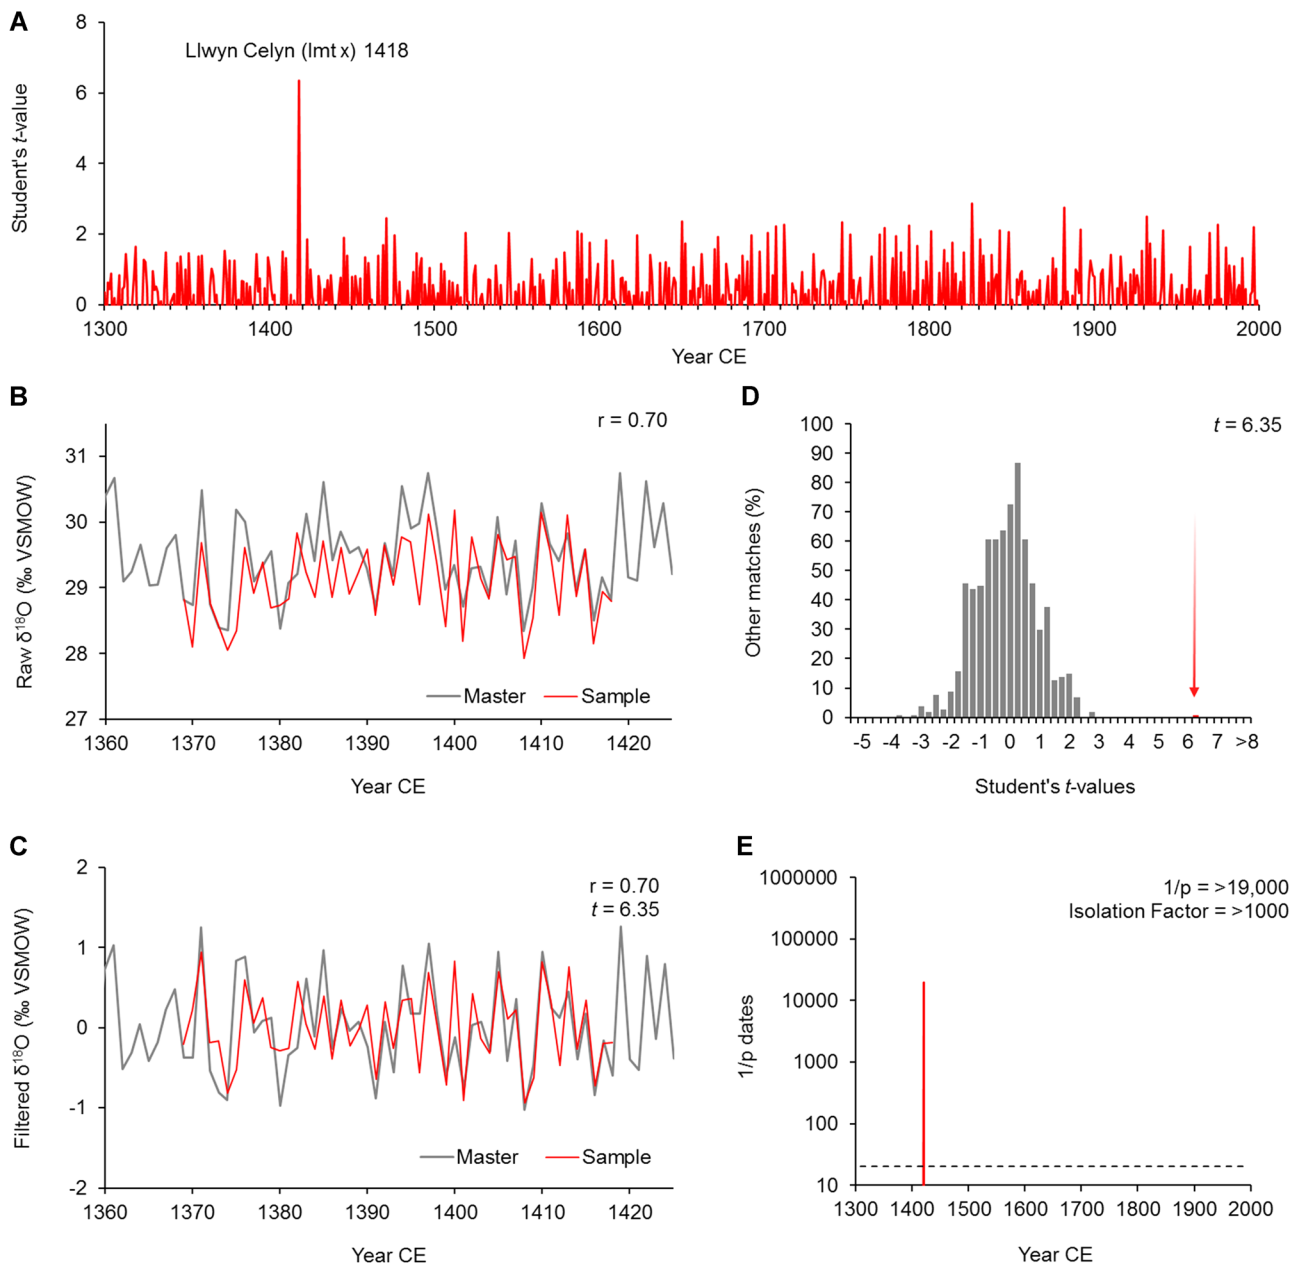 A
Llwyn Celyn (lmt x) 1418
Student's t-value
8
6
4
2
0
1300 1400 1500 1600 1700 1800 1900 2000
Year CE
B
r = 0.70
Raw δ¹⁸O (‰ VSMOW)
31
30
29
28
27
Master Sample
1360 1370 1380 1390 1400 1410 1420
Year CE
D
t = 6.35
Other matches (%)
100
90
80
70
60
50
40
30
20
10
0
-5 -4 -3 -2 -1 0 1 2 3 4 5 6 7 >8
Student's t-values
C
r = 0.70
t = 6.35
Filtered δ¹⁸O (‰ VSMOW)
2
1
0
-1
-2
Master Sample
1360 1370 1380 1390 1400 1410 1420
Year CE
E
1/p = >19,000
Isolation Factor = >1000
1/p dates
1000000
100000
10000
1000
100
10
1300 1400 1500 1600 1700 1800 1900 2000
Year CE